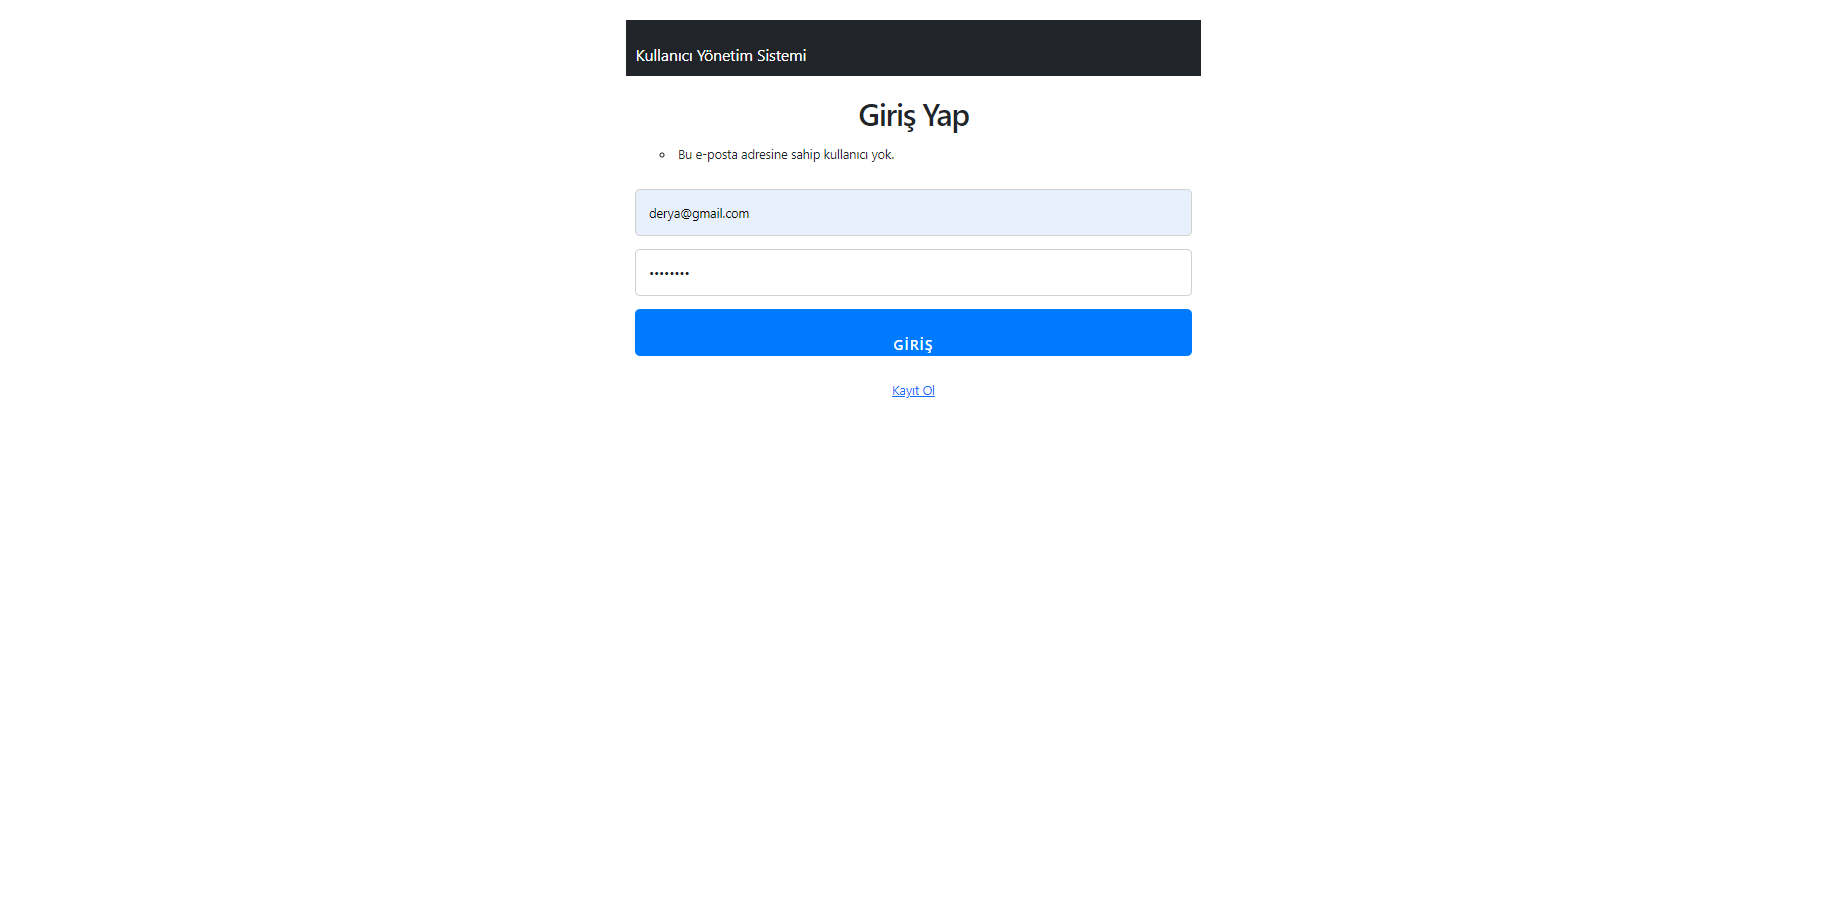 Kullanıcı Yönetim Sistemi
Giriş Yap
Bu e-posta adresine sahip kullanıcı yok.
derya@gmail.com
••••••••
GİRİŞ
Kayıt Ol